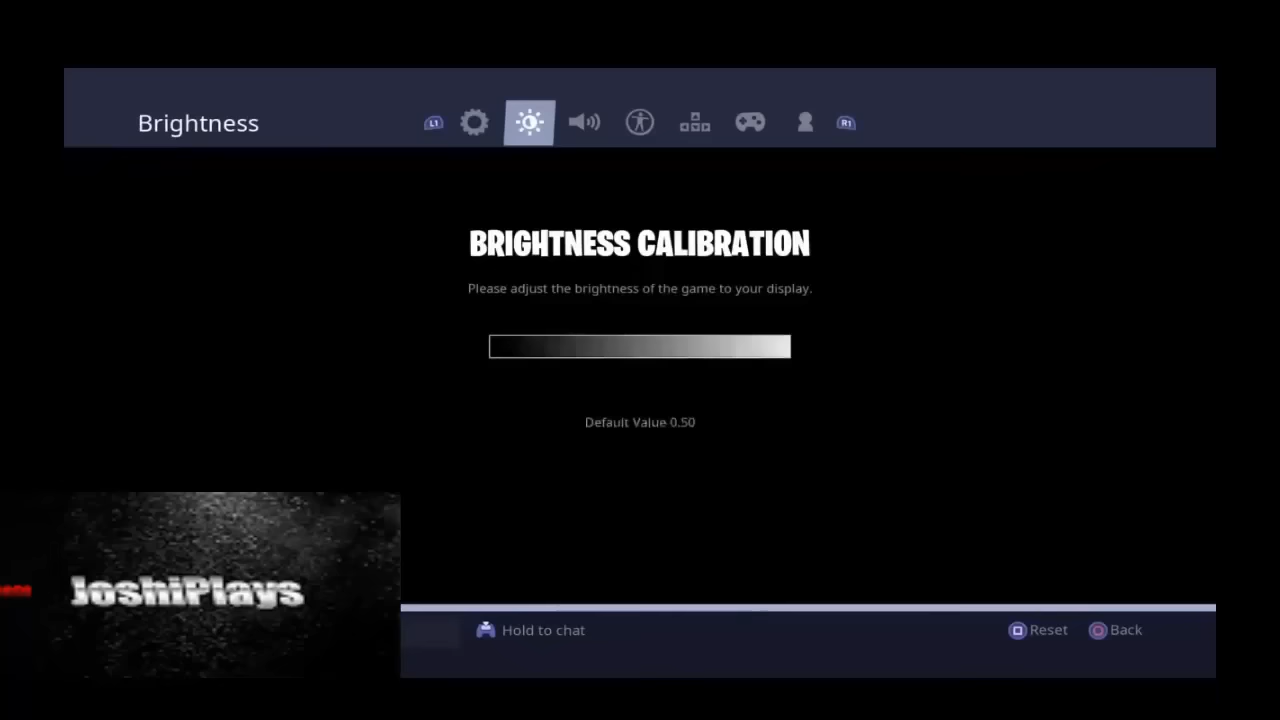 Brightness
L1
R1
BRIGHTNESS CALIBRATION
Please adjust the brightness of the game to your display.
Default Value 0.50
JoshiPlays
Hold to chat
Reset
Back